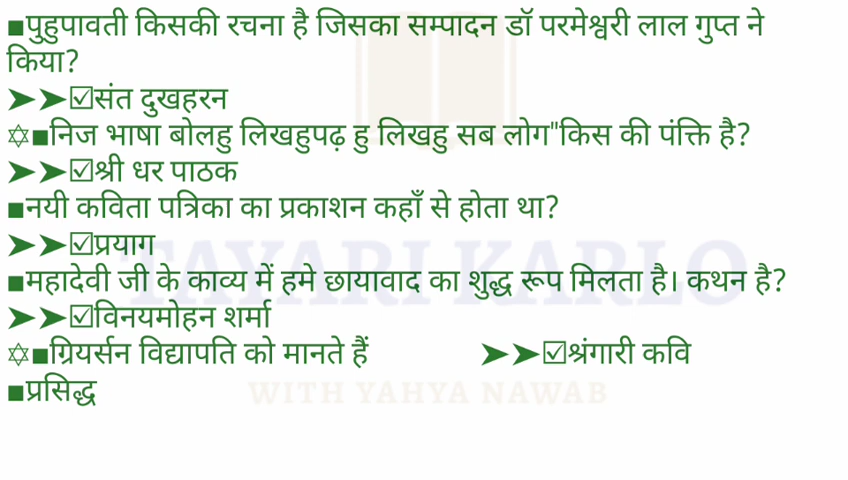 ■पुहुपावती किसकी रचना है जिसका सम्पादन डॉ परमेश्वरी लाल गुप्त ने
किया?
➤➤☑संत दुखहरन
✡■निज भाषा बोलहु लिखहुपढ़ हु लिखहु सब लोग"किस की पंक्ति है?
➤➤☑श्री धर पाठक
■नयी कविता पत्रिका का प्रकाशन कहाँ से होता था?
➤➤☑प्रयाग
TAYARI KARLO
■महादेवी जी के काव्य में हमे छायावाद का शुद्ध रूप मिलता है। कथन है?
➤➤☑विनयमोहन शर्मा
✡■ग्रियर्सन विद्यापति को मानते हैं ➤➤☑श्रंगारी कवि
■प्रसिद्ध
WITH YAHYA NAWAB